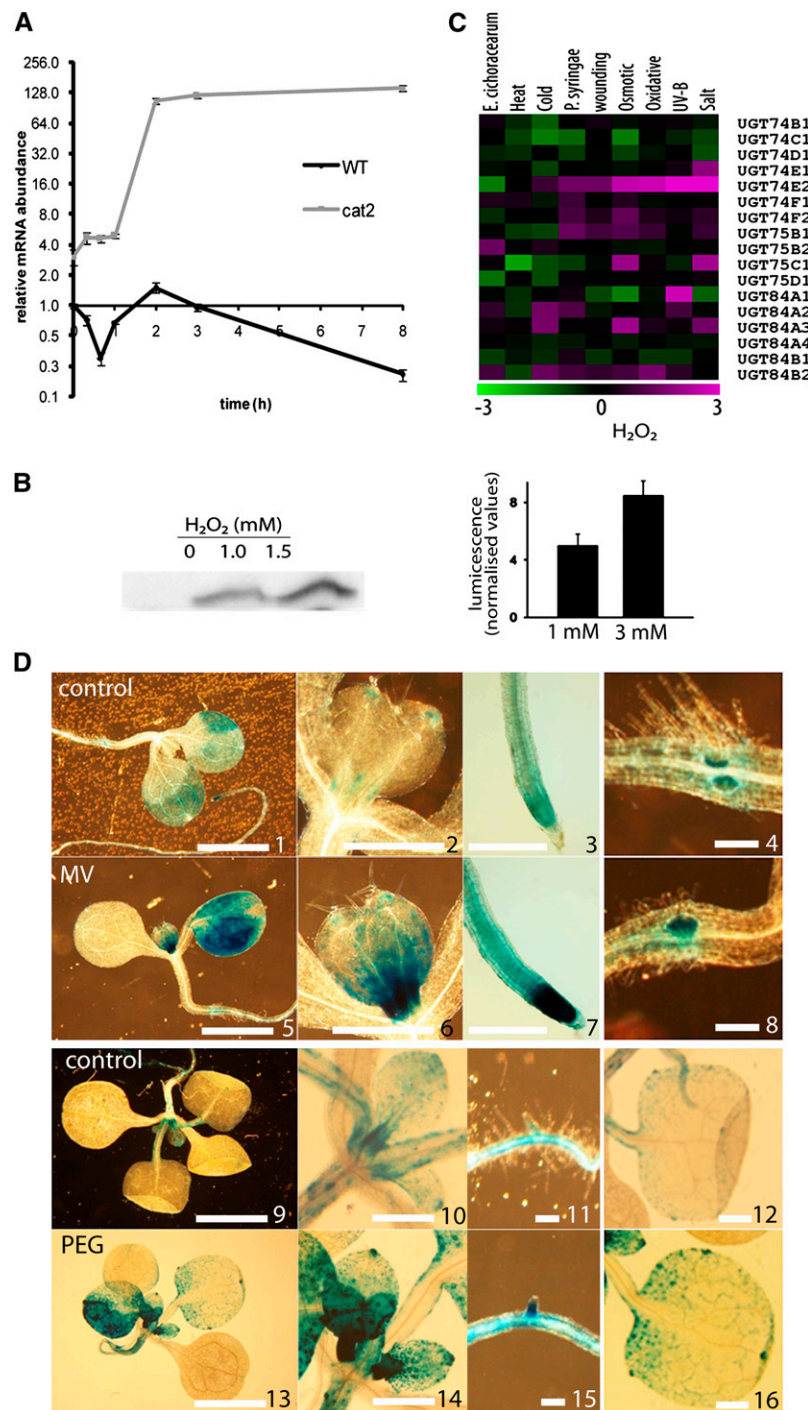 A
256.0
128.0
64.0
32.0
16.0
8.0
4.0
2.0
1.0
0.5
0.3
0.1
relative mRNA abundance
WT
cat2
0 1 2 3 4 5 6 7 8
time (h)
C
E. cichoracearum
Heat
Cold
P. syringae
wounding
Osmotic
Oxidative
UV-B
Salt
UGT74B1
UGT74C1
UGT74D1
UGT74E1
UGT74E2
UGT74F1
UGT74F2
UGT75B1
UGT75B2
UGT75C1
UGT75D1
UGT84A1
UGT84A2
UGT84A3
UGT84A4
UGT84B1
UGT84B2
-3 0 3
H₂O₂
B
H₂O₂ (mM)
0 1.0 1.5
lumicescence
(normalised values)
8
4
0
1 mM 3 mM
D
control
1 2 3 4
MV
5 6 7 8
control
9 10 11 12
PEG
13 14 15 16